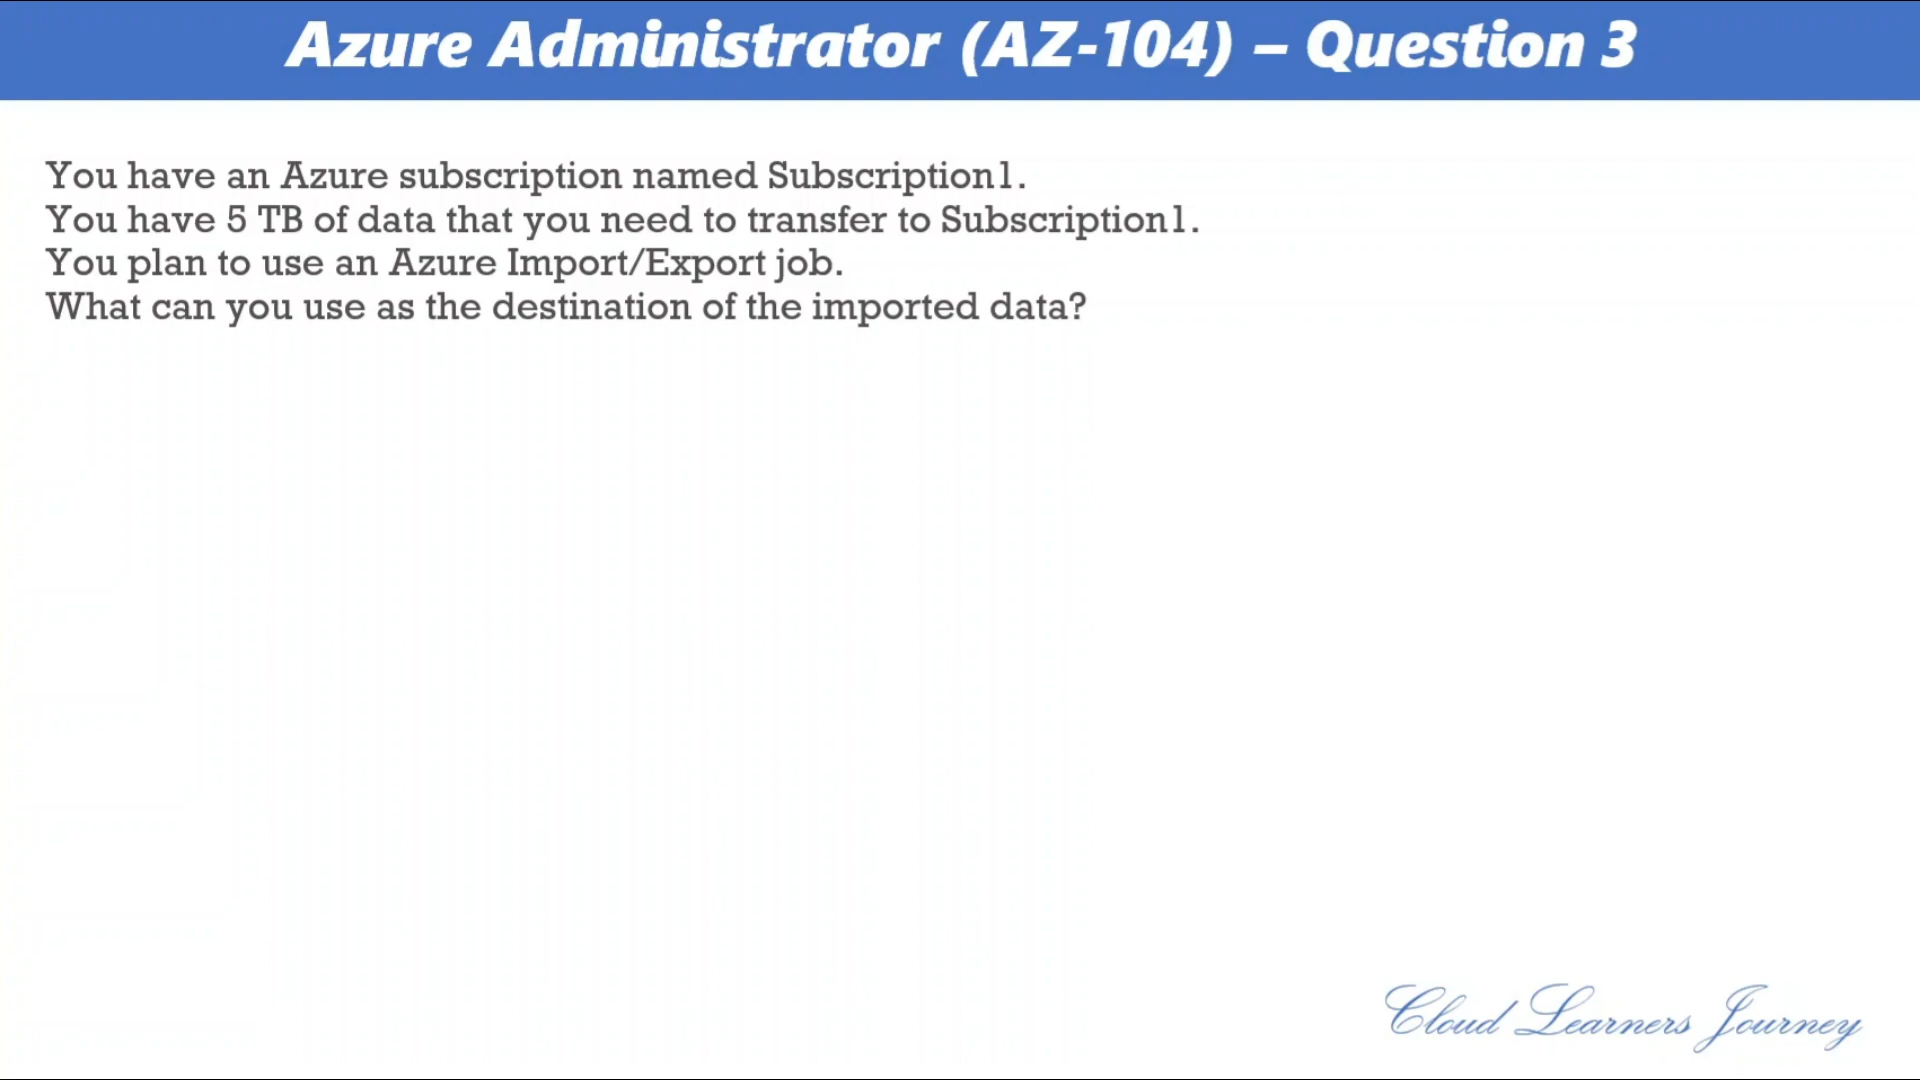 Azure Administrator (AZ-104) – Question 3
You have an Azure subscription named Subscription1.
You have 5 TB of data that you need to transfer to Subscription1.
You plan to use an Azure Import/Export job.
What can you use as the destination of the imported data?
Cloud Learners Journey